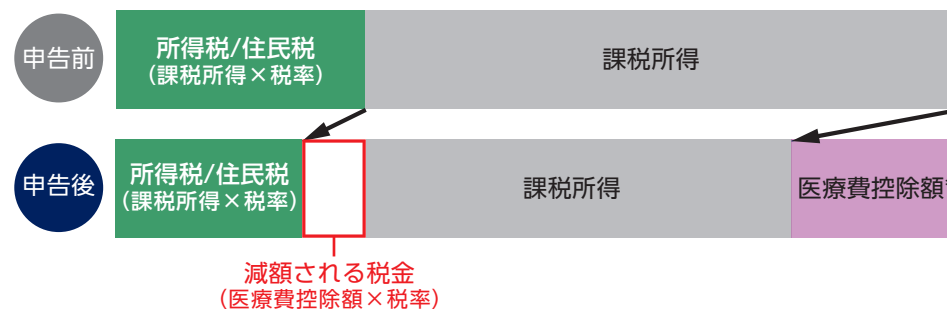 申告前
所得税/住民税
(課税所得×税率)
課税所得
申告後
所得税/住民税
(課税所得×税率)
課税所得
医療費控除額
減額される税金
(医療費控除額×税率)